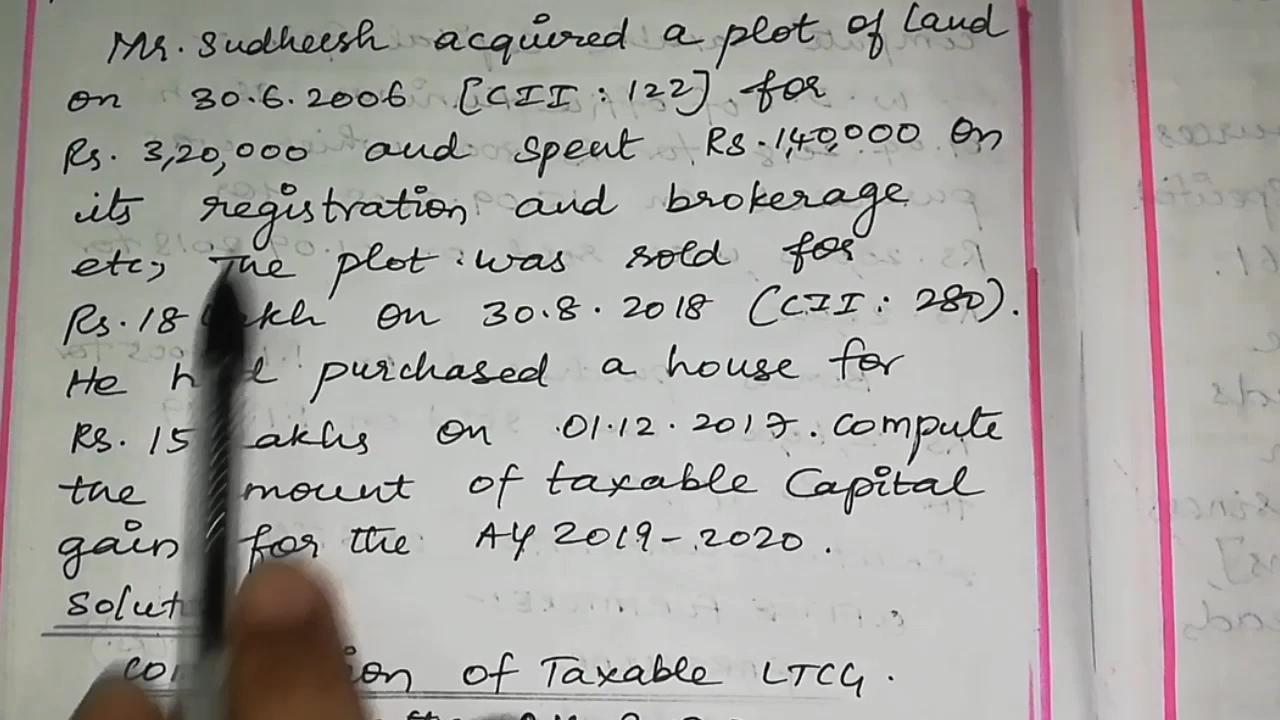 Mr. Sudheesh acquired a plot of land
on 30.6.2006 [CII : 122] for
Rs. 3,20,000 and spent Rs. 1,40,000 on
its registration and brokerage
etc, The plot was sold for
Rs. 18 on 30.8.2018 (CII : 280).
He purchased a house for
Rs. 15 akhs on 01.12.2017. compute
the mount of taxable Capital
gain for the AY 2019-2020.
Solut
of Taxable LTCG.